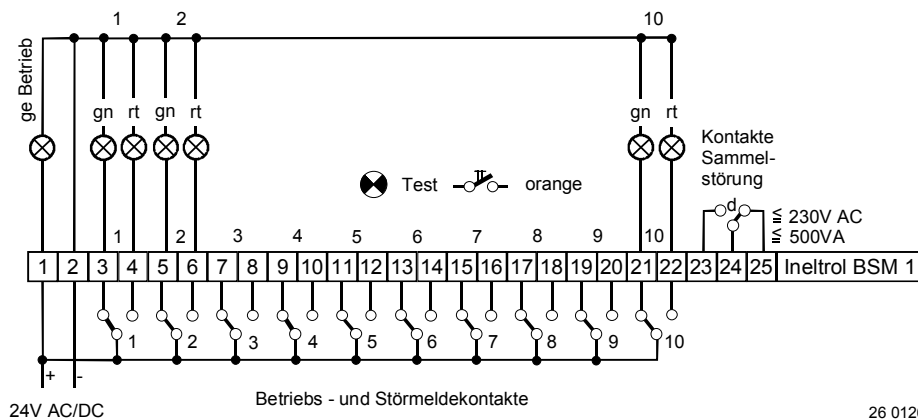 1 2 10
ge Betrieb
gn rt gn rt gn rt
Kontakte
Sammel-
störung
Test orange
d
≦ 230V AC
≦ 500VA
1 2 3 4 5 6 7 8 9 10
1 2 3 4 5 6 7 8 9 10 11 12 13 14 15 16 17 18 19 20 21 22 23 24 25 Ineltrol BSM 1
1 2 3 4 5 6 7 8 9 10
+ -
Betriebs - und Störmeldekontakte
24V AC/DC